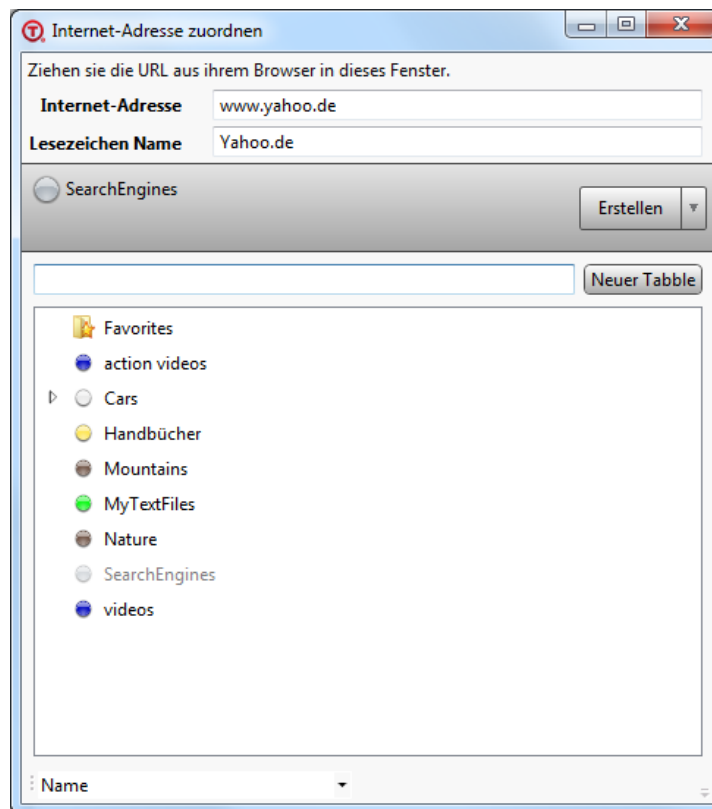 Internet-Adresse zuordnen
Ziehen sie die URL aus ihrem Browser in dieses Fenster.
Internet-Adresse www.yahoo.de
Lesezeichen Name Yahoo.de
SearchEngines
Erstellen
Neuer Tabble
Favorites
action videos
Cars
Handbücher
Mountains
MyTextFiles
Nature
SearchEngines
videos
Name